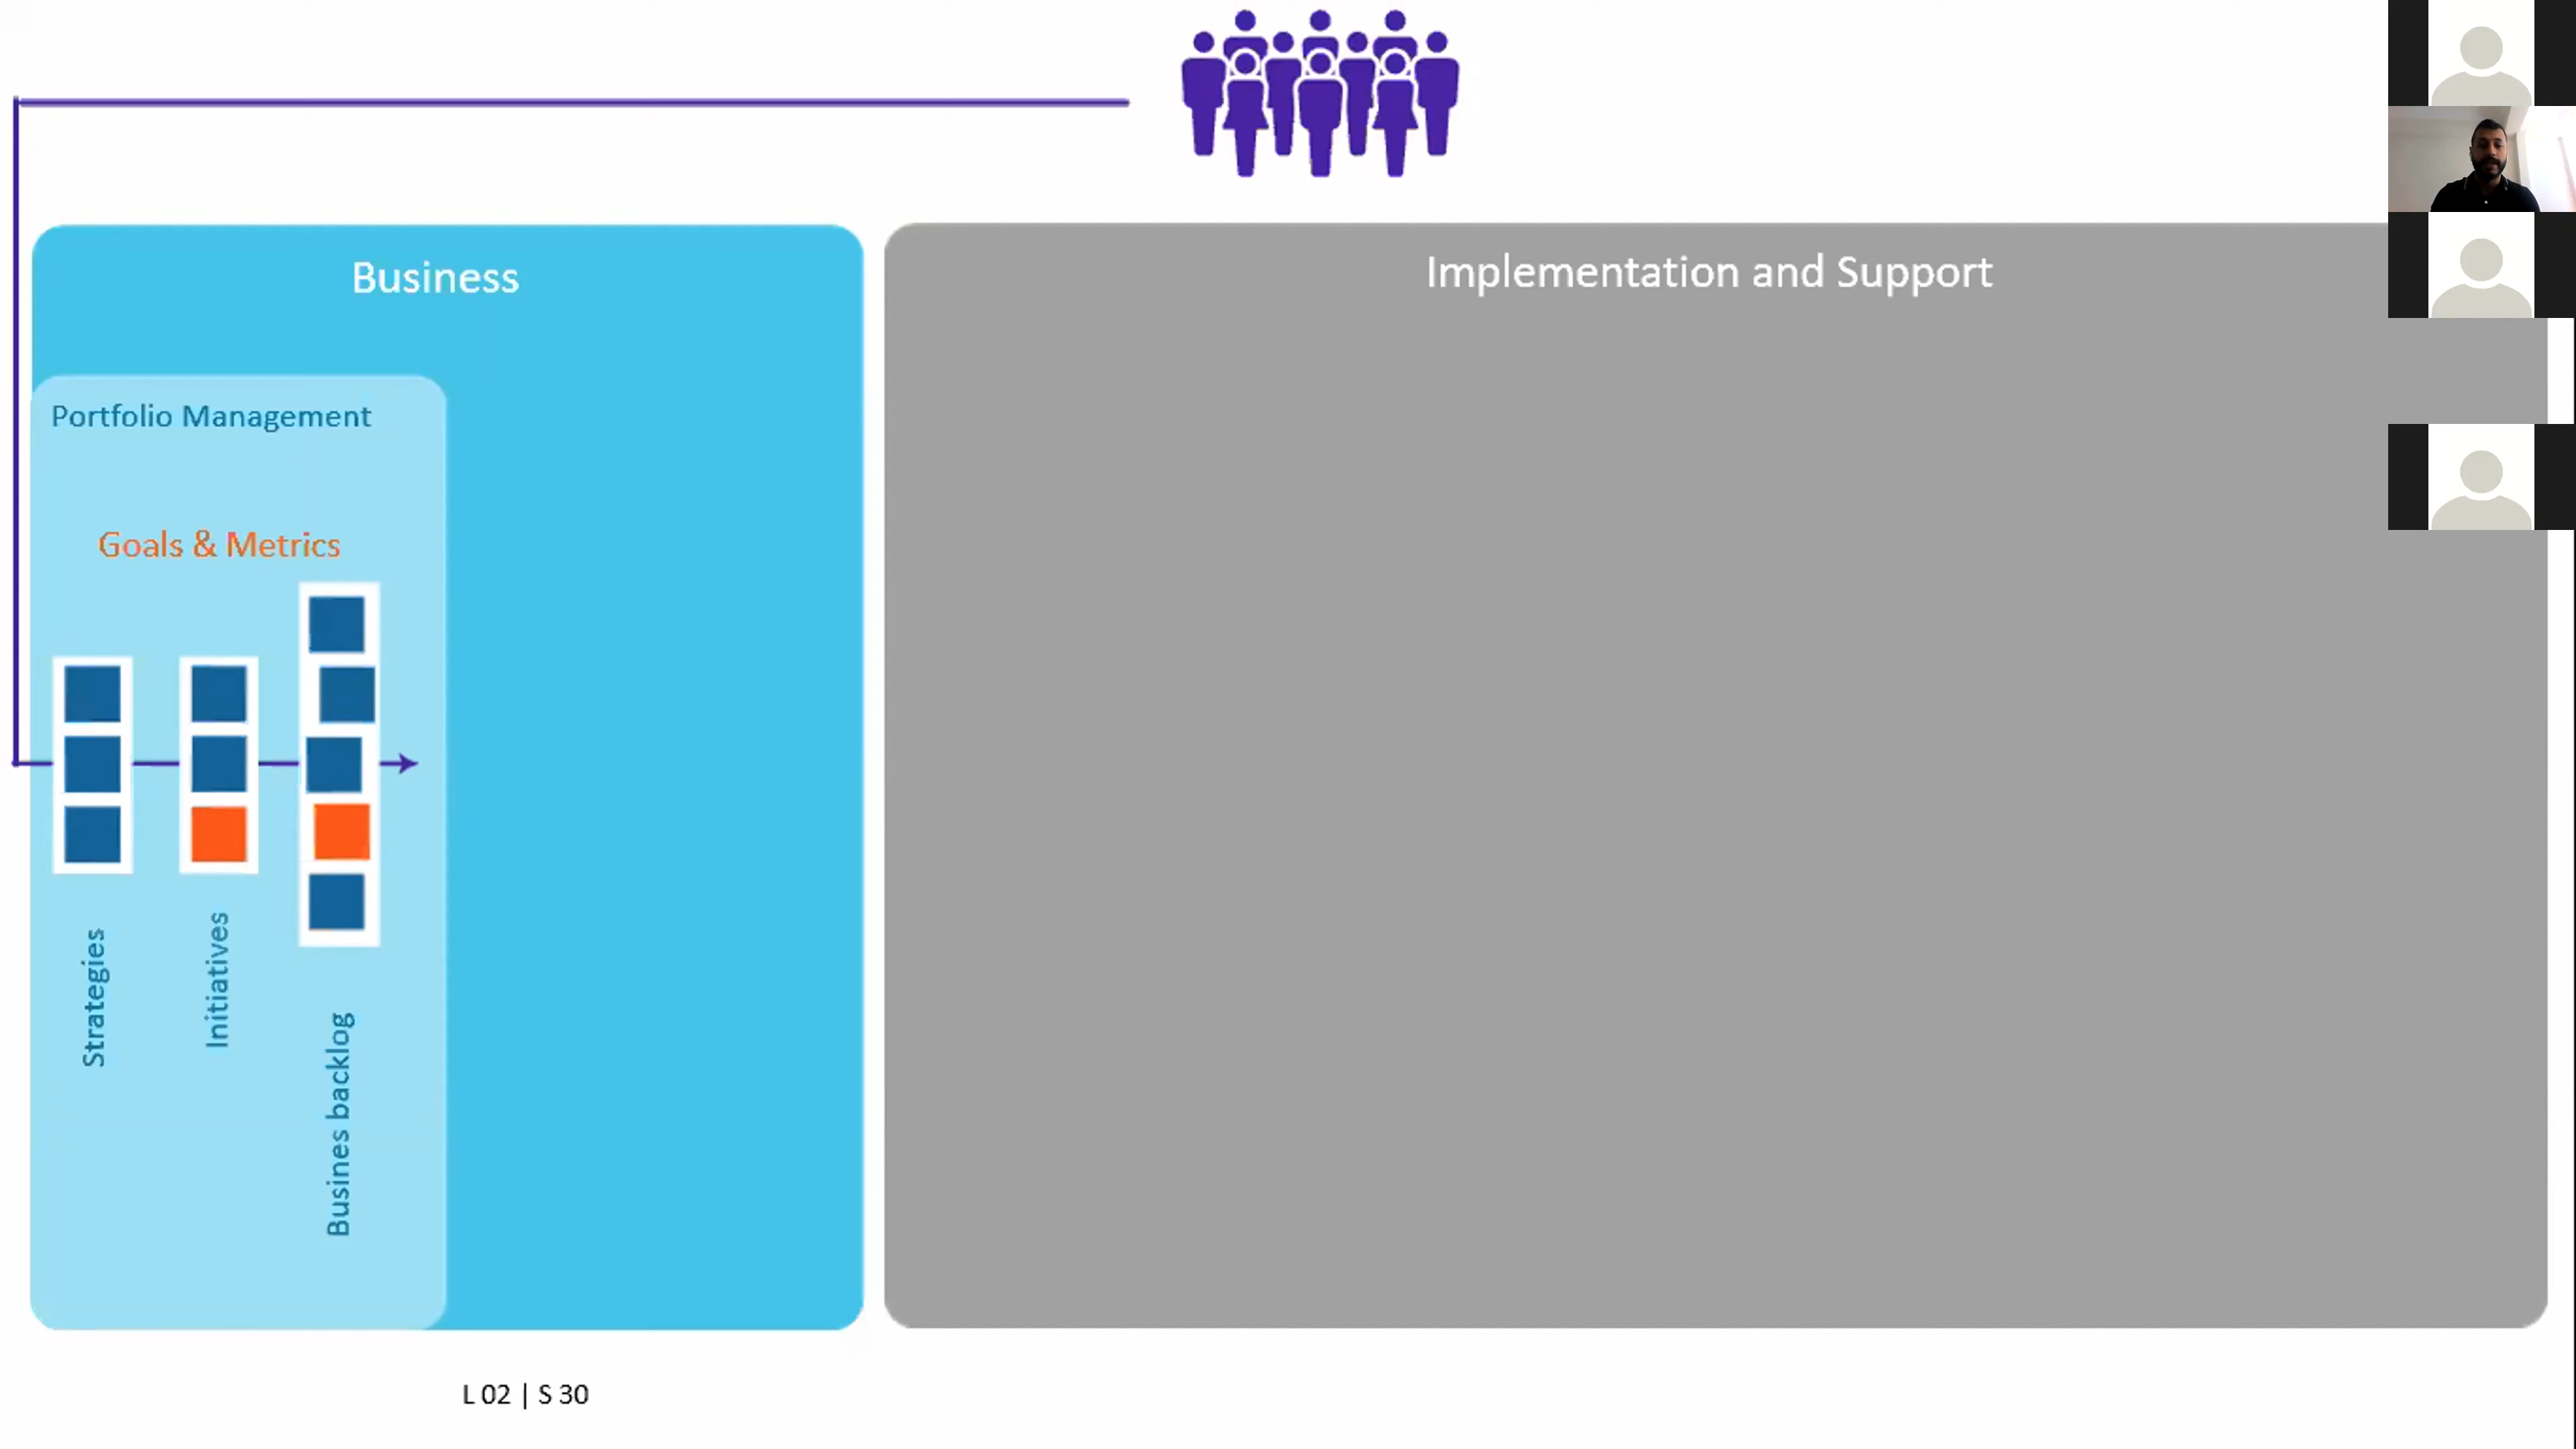 Business
Implementation and Support
Portfolio Management
Goals & Metrics
Strategies
Initiatives
Busines backlog
L 02 | S 30